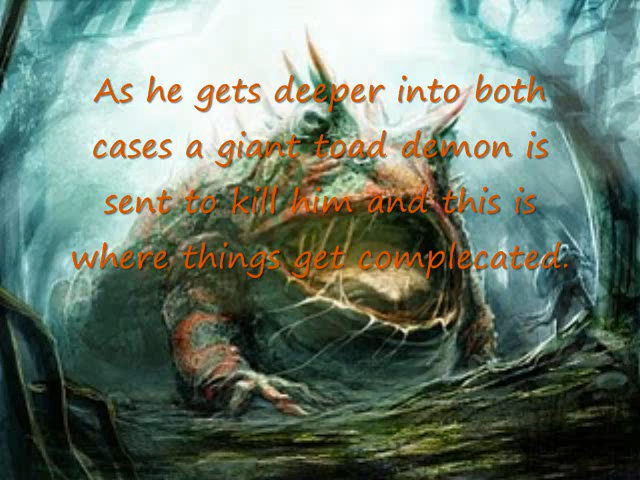 As he gets deeper into both
cases a giant toad demon is
sent to kill him and this is
where things get complecated.